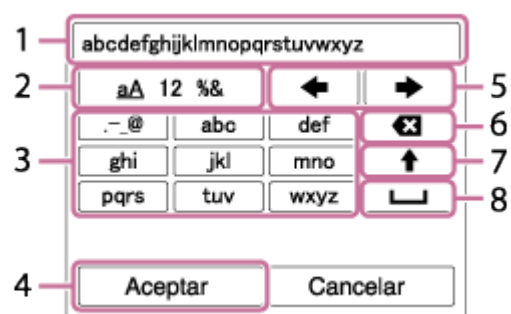 1 abcdefghijklmnopqrstuvwxyz
2 aA 12 %& 5
.-_@ abc def 6
3 ghi jkl mno 7
pqrs tuv wxyz 8
4 Aceptar Cancelar